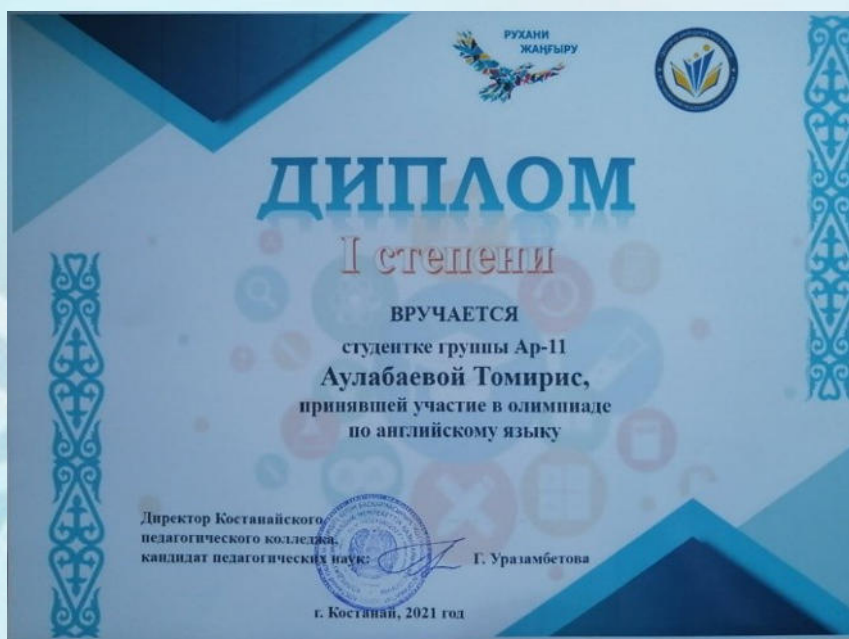 РУХАНИ
ЖАҢҒЫРУ
ДИПЛОМ
I степени
ВРУЧАЕТСЯ
студентке группы Ар-11
Аулабаевой Томирис,
принявшей участие в олимпиаде
по английскому языку
Директор Костанайского
педагогического колледжа,
кандидат педагогических наук:
Г. Уразамбетова
г. Костанай, 2021 год